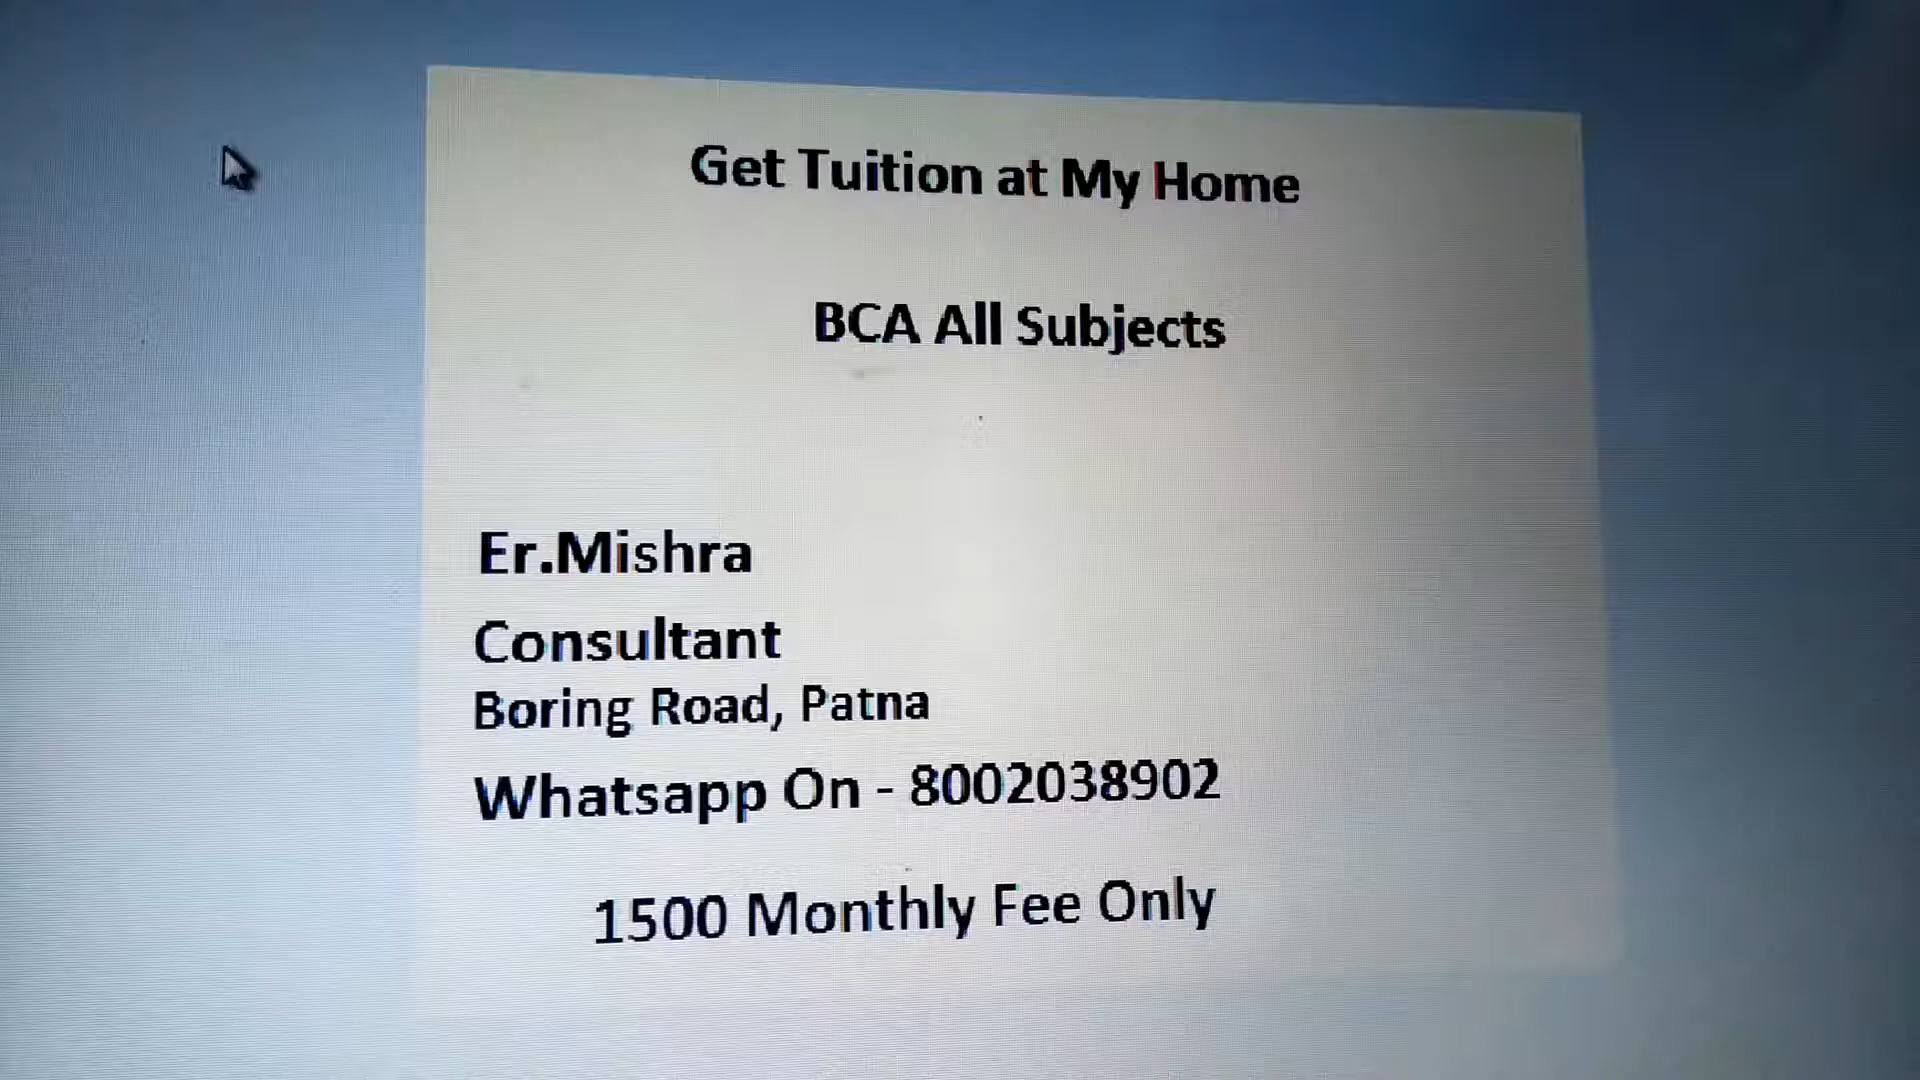 Get Tuition at My Home
BCA All Subjects
Er.Mishra
Consultant
Boring Road, Patna
Whatsapp On - 8002038902
1500 Monthly Fee Only